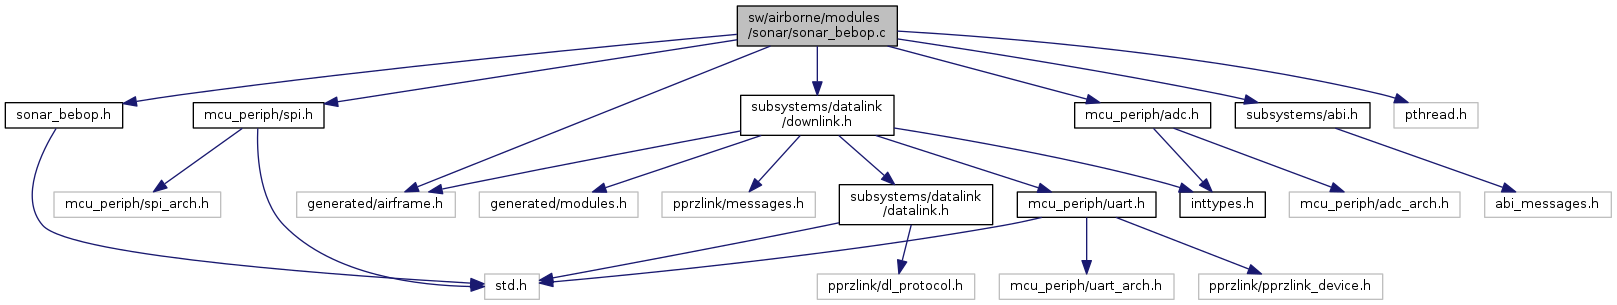 sw/airborne/modules
/sonar/sonar_bebop.c
sonar_bebop.h
mcu_periph/spi.h
subsystems/datalink
/downlink.h
mcu_periph/adc.h
subsystems/abi.h
pthread.h
mcu_periph/spi_arch.h
generated/airframe.h
generated/modules.h
pprzlink/messages.h
subsystems/datalink
/datalink.h
mcu_periph/uart.h
inttypes.h
mcu_periph/adc_arch.h
abi_messages.h
std.h
pprzlink/dl_protocol.h
mcu_periph/uart_arch.h
pprzlink/pprzlink_device.h